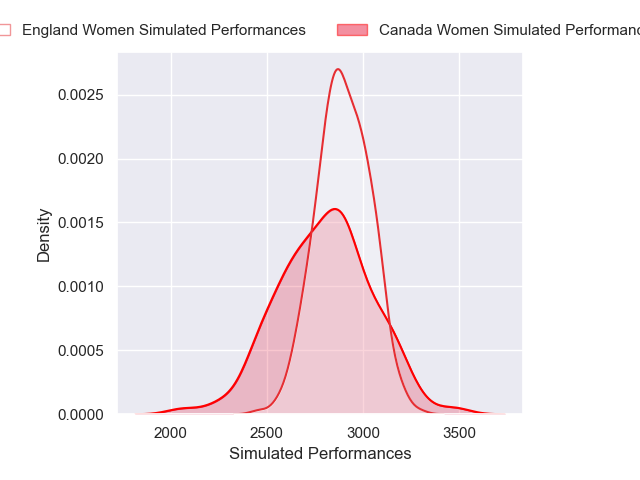 England Women Simulated Performances
Canada Women Simulated Performanc
0.0025
0.0020
0.0015
0.0010
0.0005
0.0000
Density
2000 2500 3000 3500
Simulated Performances